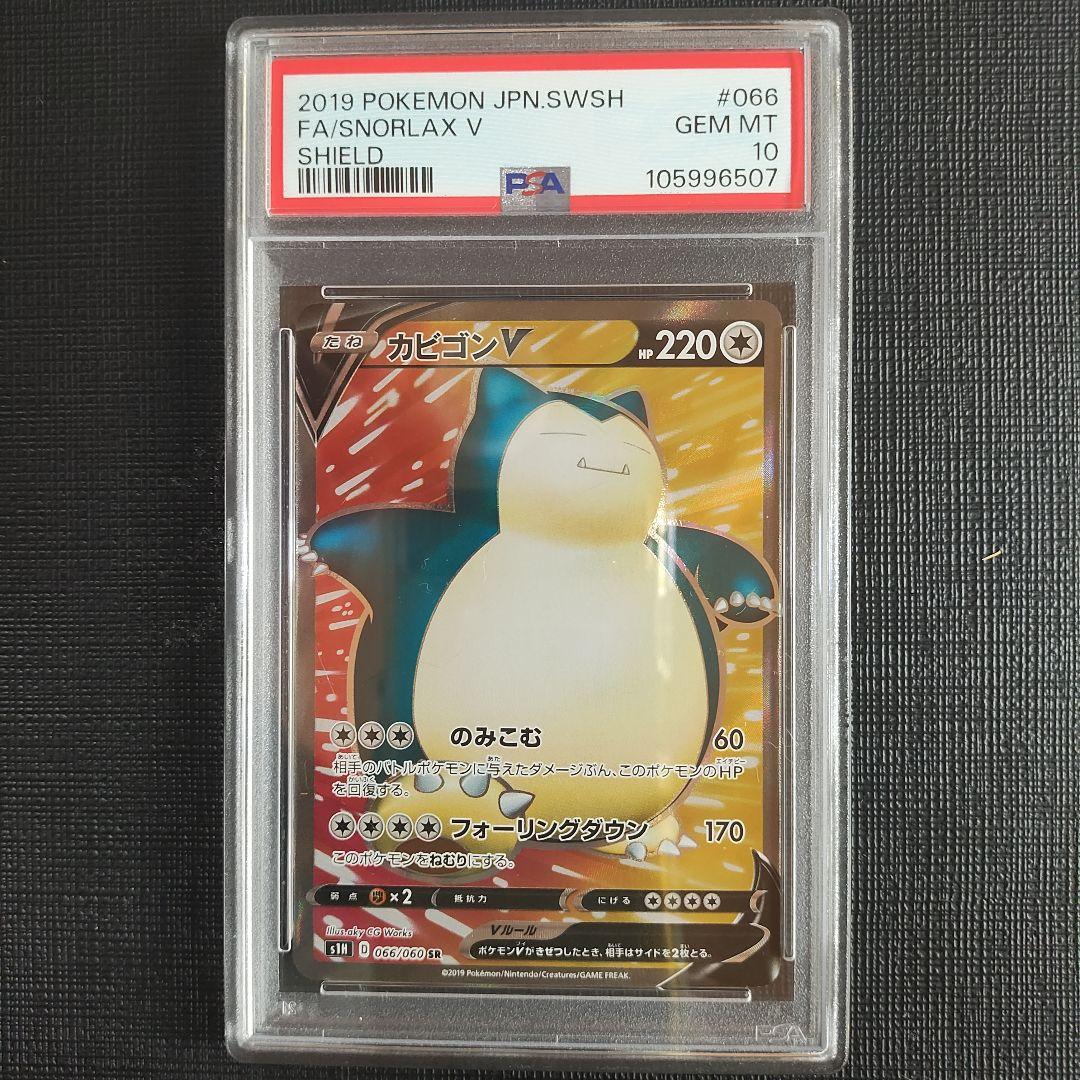 2019 POKEMON JPN.SWSH #066
FA/SNORLAX V GEM MT
SHIELD 10
PSA 105996507
たね カビゴンV HP 220
のみこむ 60
相手のバトルポケモンに与えたダメージぶん、このポケモンのHP
を回復する。
フォーリングダウン 170
このポケモンをねむりにする。
弱点 ×2 抵抗力 にげる
Illus. aky CG Works
Vルール
s1H D 066/060 SR
ポケモンVがきぜつしたとき、相手はサイドを2枚とる。
©2019 Pokémon/Nintendo/Creatures/GAME FREAK.
PSA